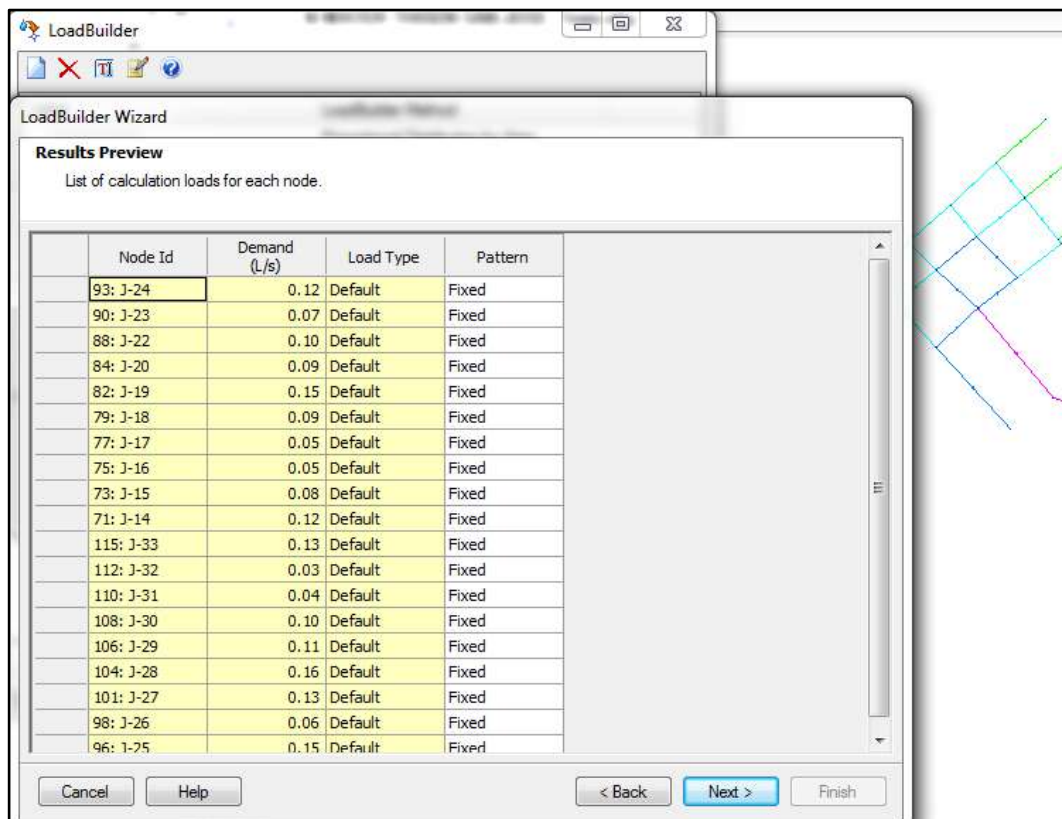 LoadBuilder
LoadBuilder Wizard
Results Preview
List of calculation loads for each node.
Node Id Demand (L/s) Load Type Pattern
93: J-24 0.12 Default Fixed
90: J-23 0.07 Default Fixed
88: J-22 0.10 Default Fixed
84: J-20 0.09 Default Fixed
82: J-19 0.15 Default Fixed
79: J-18 0.09 Default Fixed
77: J-17 0.05 Default Fixed
75: J-16 0.05 Default Fixed
73: J-15 0.08 Default Fixed
71: J-14 0.12 Default Fixed
115: J-33 0.13 Default Fixed
112: J-32 0.03 Default Fixed
110: J-31 0.04 Default Fixed
108: J-30 0.10 Default Fixed
106: J-29 0.11 Default Fixed
104: J-28 0.16 Default Fixed
101: J-27 0.13 Default Fixed
98: J-26 0.06 Default Fixed
96: J-25 0.15 Default Fixed
Cancel Help < Back Next > Finish